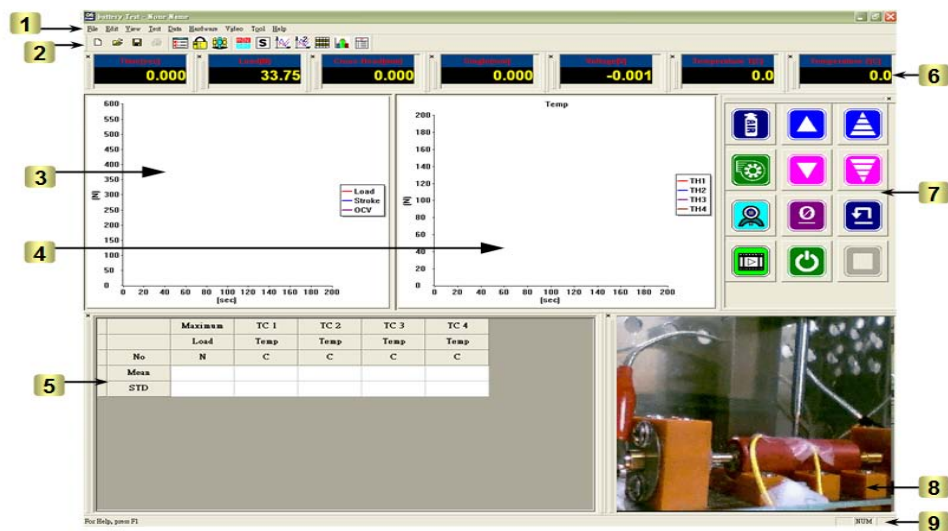 battery Test - None Name
1
File Edit View Test Data Hardware Video Tool Help
2
S
Time[sec] Load[N] Cross-Head[mm] Voltage[V]
0.000 33.75 0.000 0.000 -0.001 0.0 0.0
6
600
550
500
450
400
350
300
250
200
150
100
50
0
[N]
0 20 40 60 80 100 120 140 160 180 200
[sec]
Load
Stroke
OCV
3
Temp
200
180
160
140
120
100
80
60
40
20
0
[N]
0 20 40 60 80 100 120 140 160 180 200
[sec]
TH1
TH2
TH3
TH4
4
AIR
0
7
Maximum TC 1 TC 2 TC 3 TC 4
Load Temp Temp Temp Temp
No N C C C C
Mean
STD
5
8
For Help, press F1
NUM
9